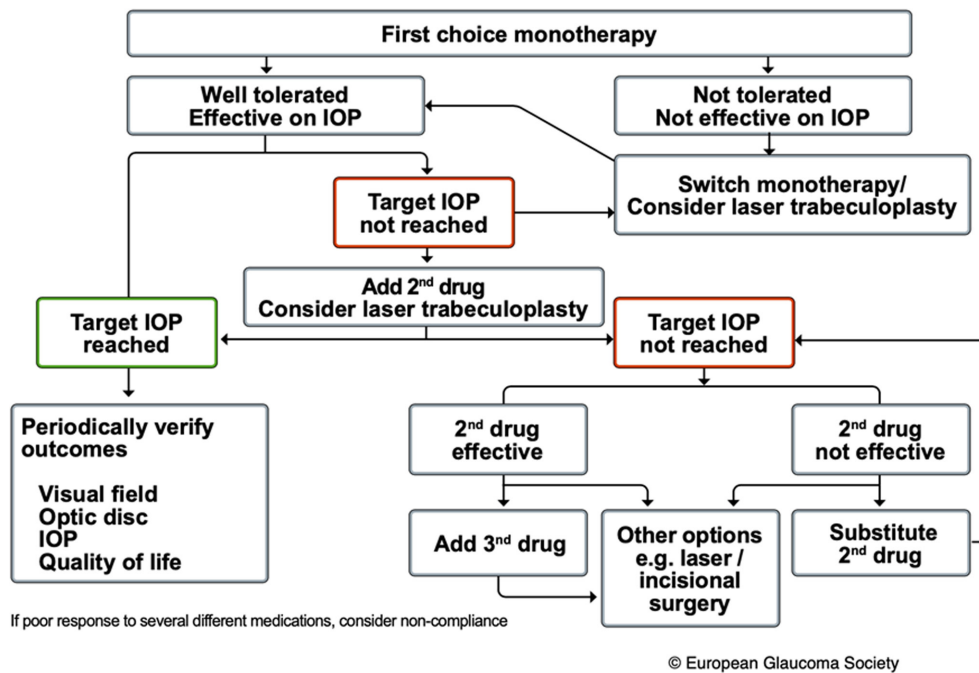 First choice monotherapy
Well tolerated
Effective on IOP
Not tolerated
Not effective on IOP
Switch monotherapy/
Consider laser trabeculoplasty
Target IOP
not reached
Add 2nd drug
Consider laser trabeculoplasty
Target IOP
reached
Target IOP
not reached
Periodically verify
outcomes
Visual field
Optic disc
IOP
Quality of life
2nd drug
effective
2nd drug
not effective
Add 3nd drug
Other options
e.g. laser /
incisional
surgery
Substitute
2nd drug
If poor response to several different medications, consider non-compliance
© European Glaucoma Society